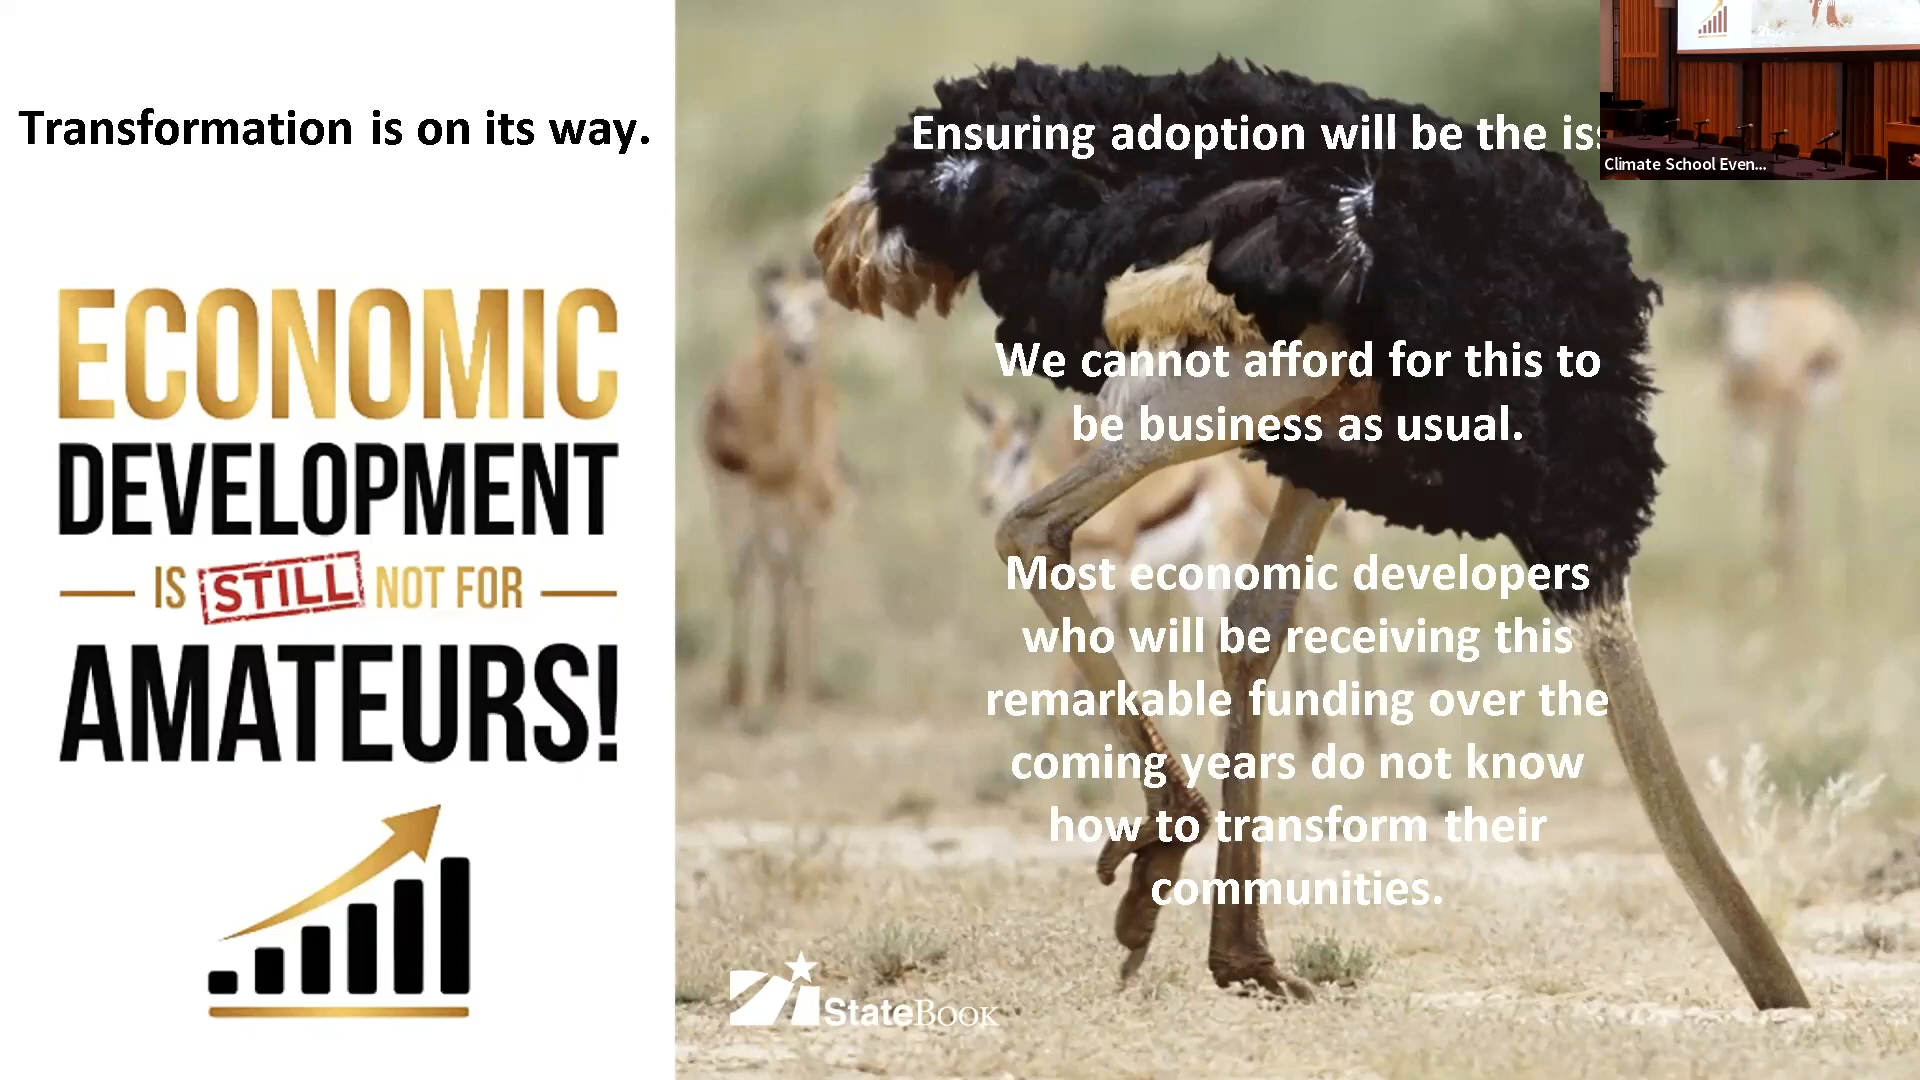 Transformation is on its way.
ECONOMIC
DEVELOPMENT
IS STILL NOT FOR
AMATEURS!
Ensuring adoption will be the
We cannot afford for this to
be business as usual.
Most economic developers
who will be receiving this
remarkable funding over the
coming years do not know
how to transform their
communities.
StateBook
Climate School Even...